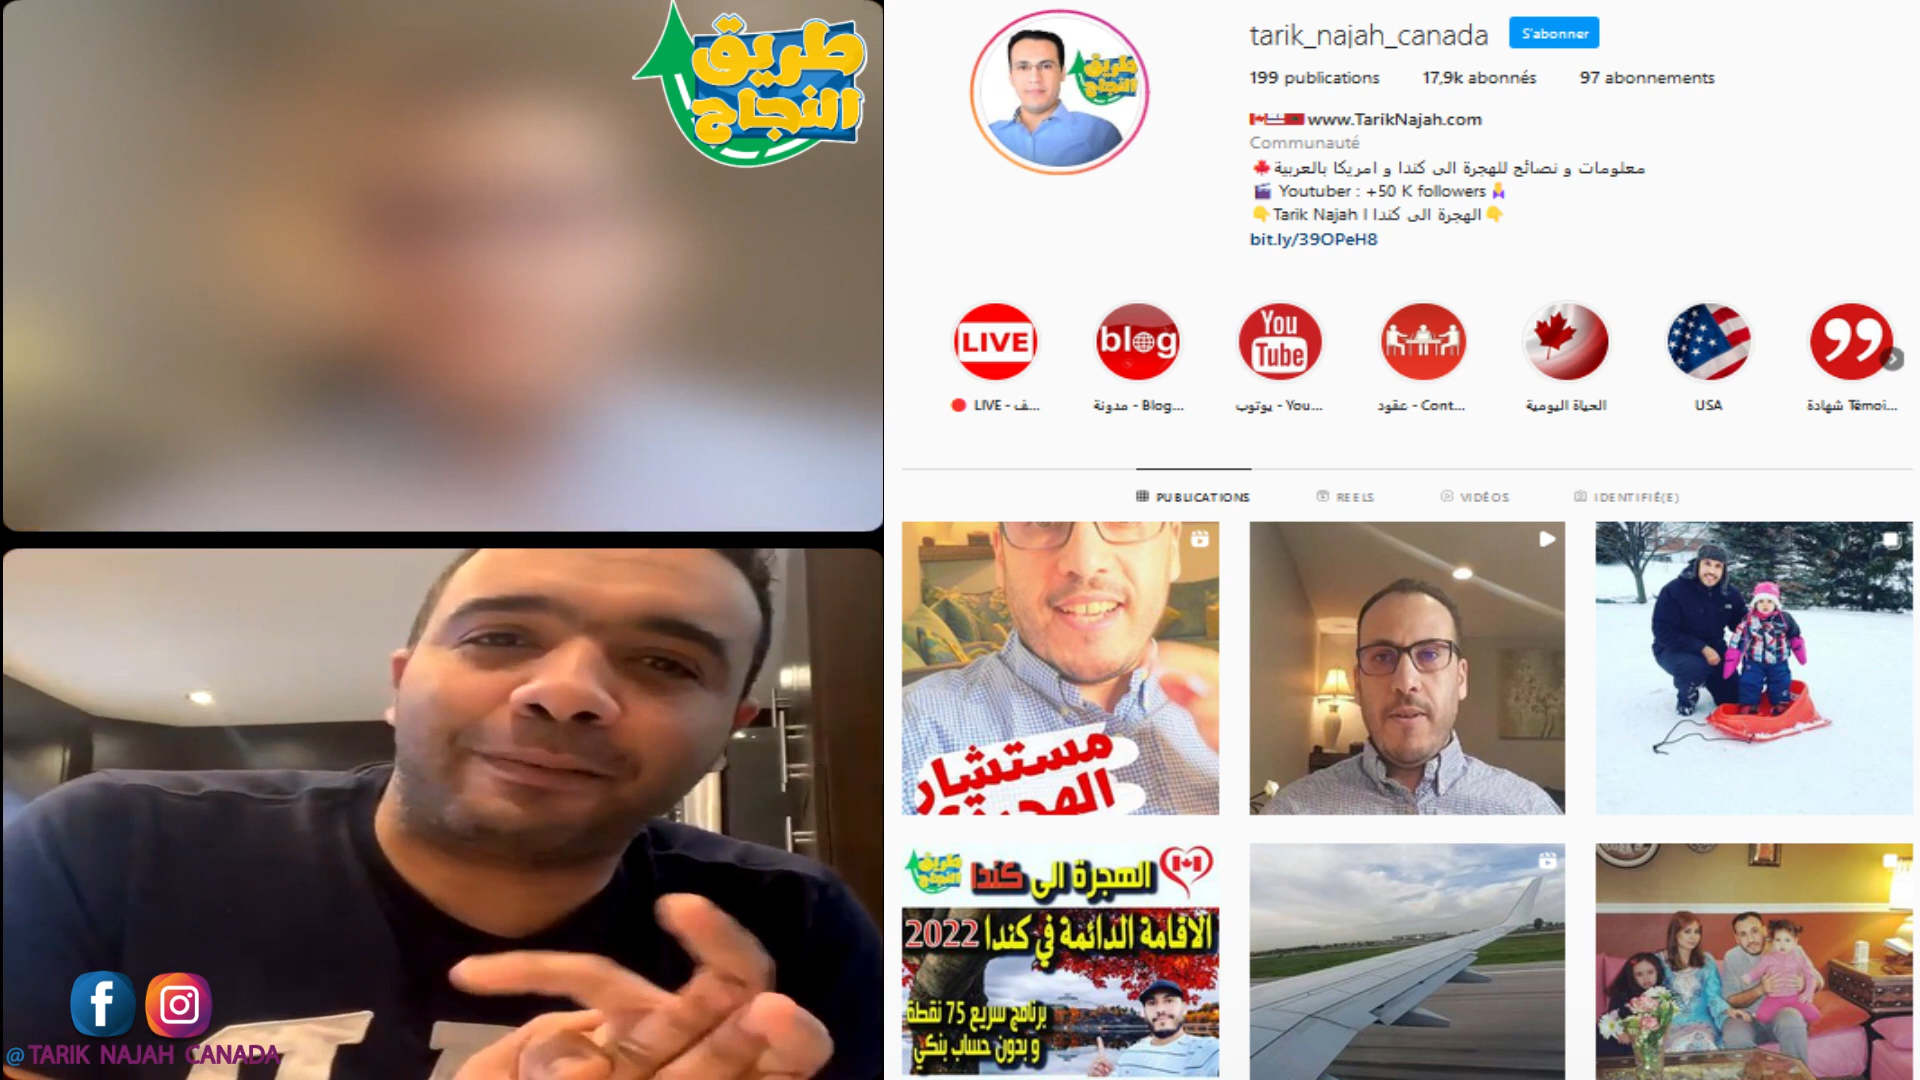 طريق
النجاح
@TARIK NAJAH CANADA
tarik_najah_canada
S'abonner
199 publications 17,9k abonnés 97 abonnements
www.TarikNajah.com
Communauté
معلومات و نصائح للهجرة الى كندا و امريكا بالعربية
Youtuber : +50 K followers
Tarik Najah I الهجرة الى كندا
bit.ly/39OPeH8
LIVE
blog
You
Tube
LIVE - ف...
مدونة - Blog...
يوتوب - You...
عقود - Cont...
الحياة اليومية
USA
شهادة Témoi...
PUBLICATIONS
REELS
VIDÉOS
IDENTIFIÉ(E)
مستشار
الهجرة
طريق
النجاح
الهجرة الى كندا
الاقامة الدائمة في كندا 2022
برنامج سريع 75 نقطة
و بدون حساب بنكي